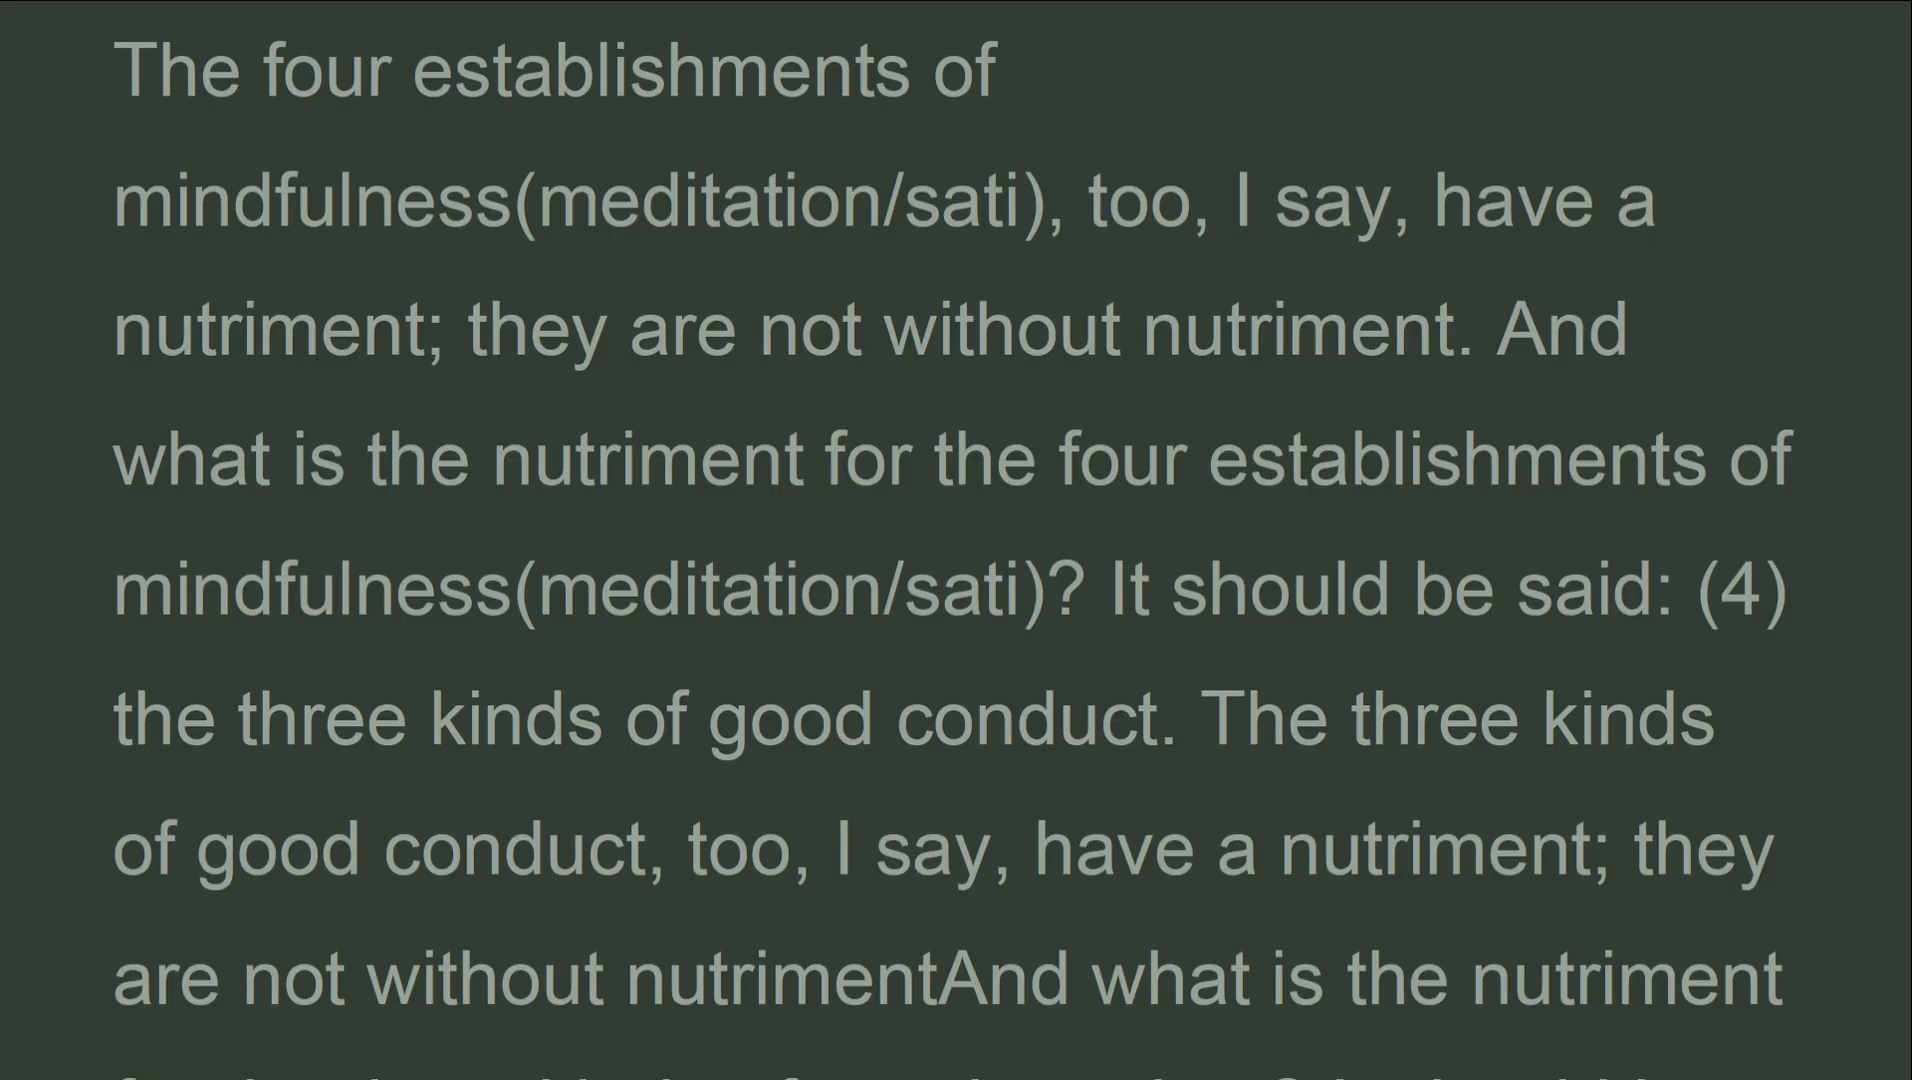 The four establishments of
mindfulness(meditation/sati), too, I say, have a
nutriment; they are not without nutriment. And
what is the nutriment for the four establishments of
mindfulness(meditation/sati)? It should be said: (4)
the three kinds of good conduct. The three kinds
of good conduct, too, I say, have a nutriment; they
are not without nutrimentAnd what is the nutriment